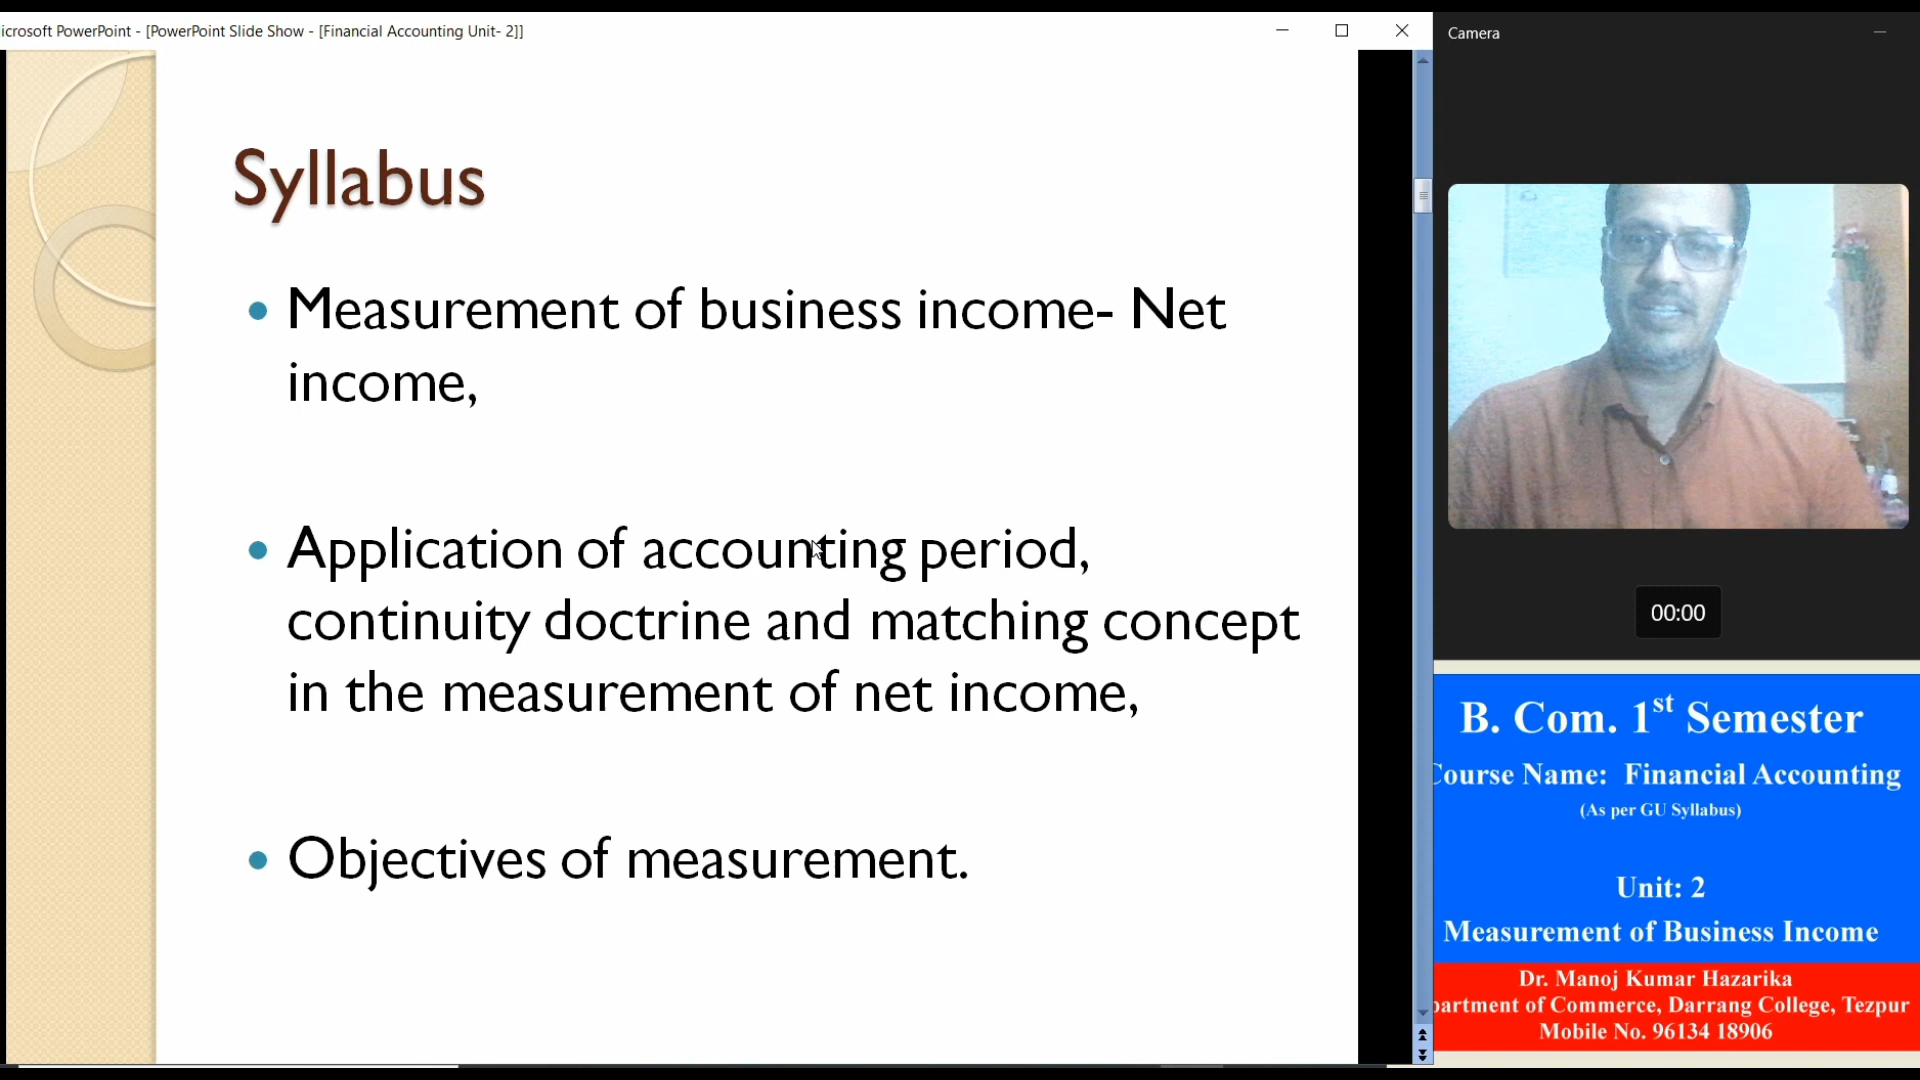 icrosoft PowerPoint - [PowerPoint Slide Show - [Financial Accounting Unit- 2]]
Camera
Syllabus
• Measurement of business income- Net
income,
• Application of accounting period,
continuity doctrine and matching concept
in the measurement of net income,
• Objectives of measurement.
00:00
B. Com. 1st Semester
Course Name: Financial Accounting
(As per GU Syllabus)
Unit: 2
Measurement of Business Income
Dr. Manoj Kumar Hazarika
partment of Commerce, Darrang College, Tezpur
Mobile No. 96134 18906